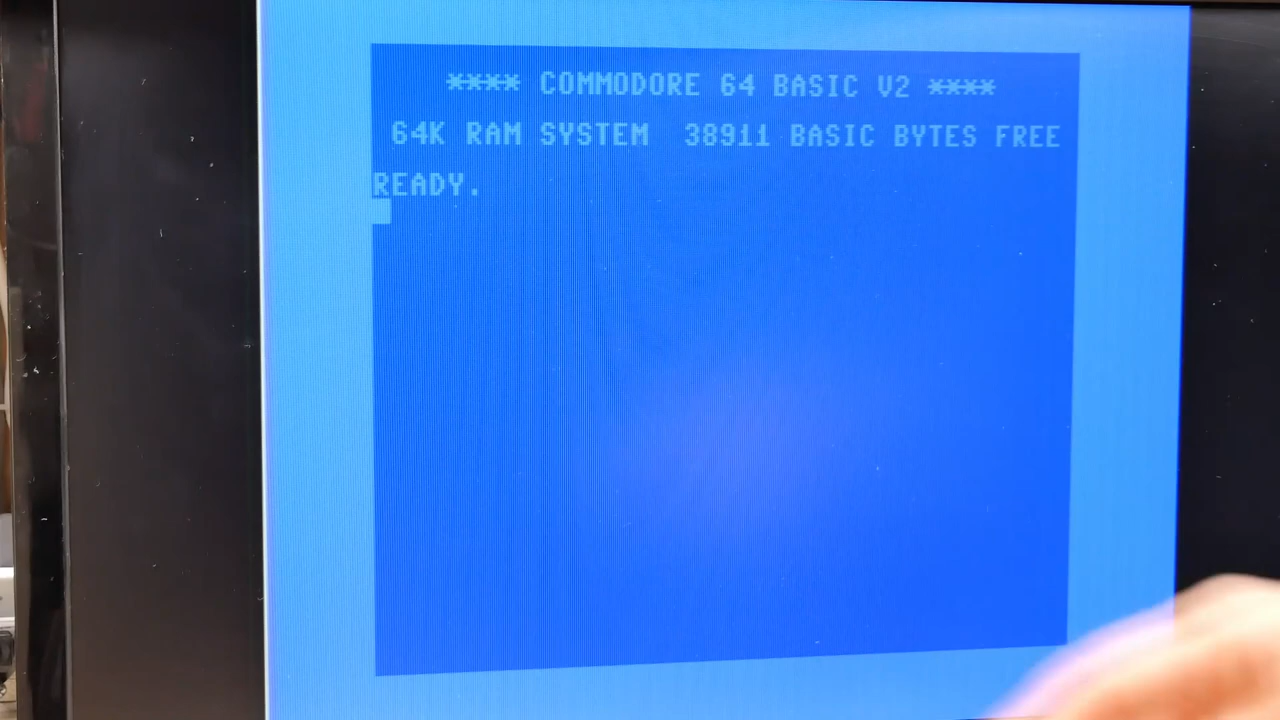 **** COMMODORE 64 BASIC V2 ****
64K RAM SYSTEM  38911 BASIC BYTES FREE
READY.